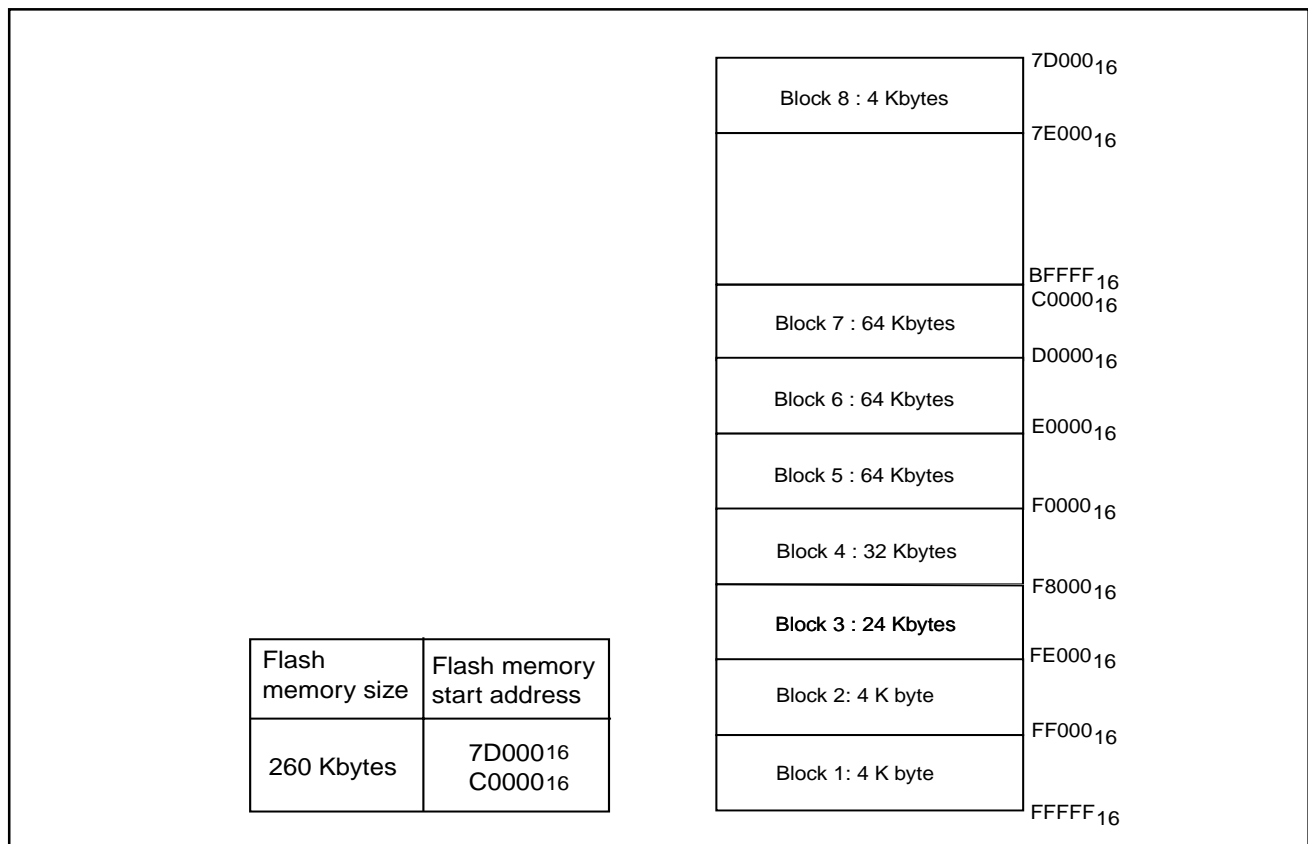 7D00016
Block 8 : 4 Kbytes
7E00016
BFFFF16
C000016
Block 7 : 64 Kbytes
D000016
Block 6 : 64 Kbytes
E000016
Block 5 : 64 Kbytes
F000016
Block 4 : 32 Kbytes
F800016
Block 3 : 24 Kbytes
FE00016
Block 2: 4 K byte
FF00016
Block 1: 4 K byte
FFFFF16
Flash memory size
Flash memory start address
260 Kbytes
7D00016
C000016